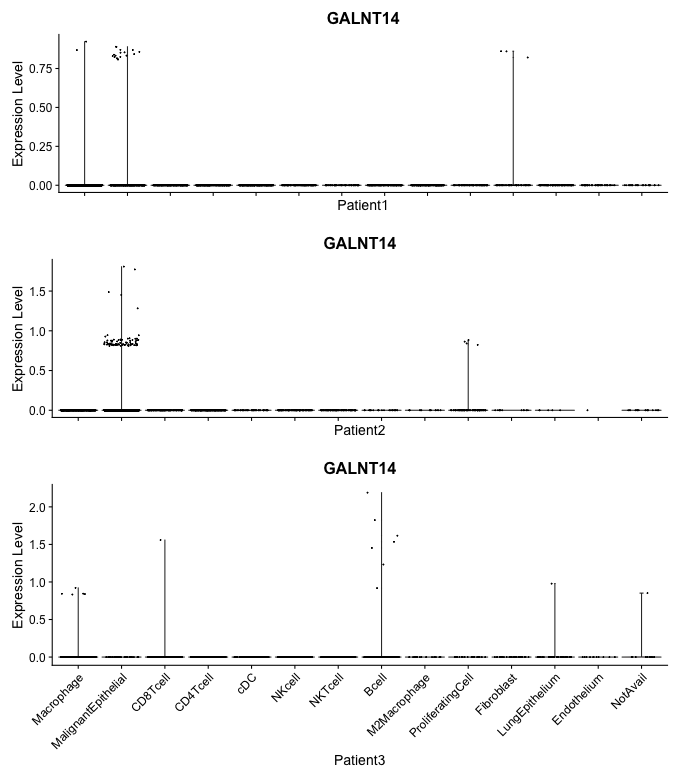 GALNT14
Expression Level
0.75
0.50
0.25
0.00
Patient1
GALNT14
Expression Level
1.5
1.0
0.5
0.0
Patient2
GALNT14
Expression Level
2.0
1.5
1.0
0.5
0.0
Macrophage
MalignantEpithelial
CD8Tcell
CD4Tcell
cDC
NKcell
NKTcell
Bcell
M2Macrophage
ProliferatingCell
Fibroblast
LungEpithelium
Endothelium
NotAvail
Patient3